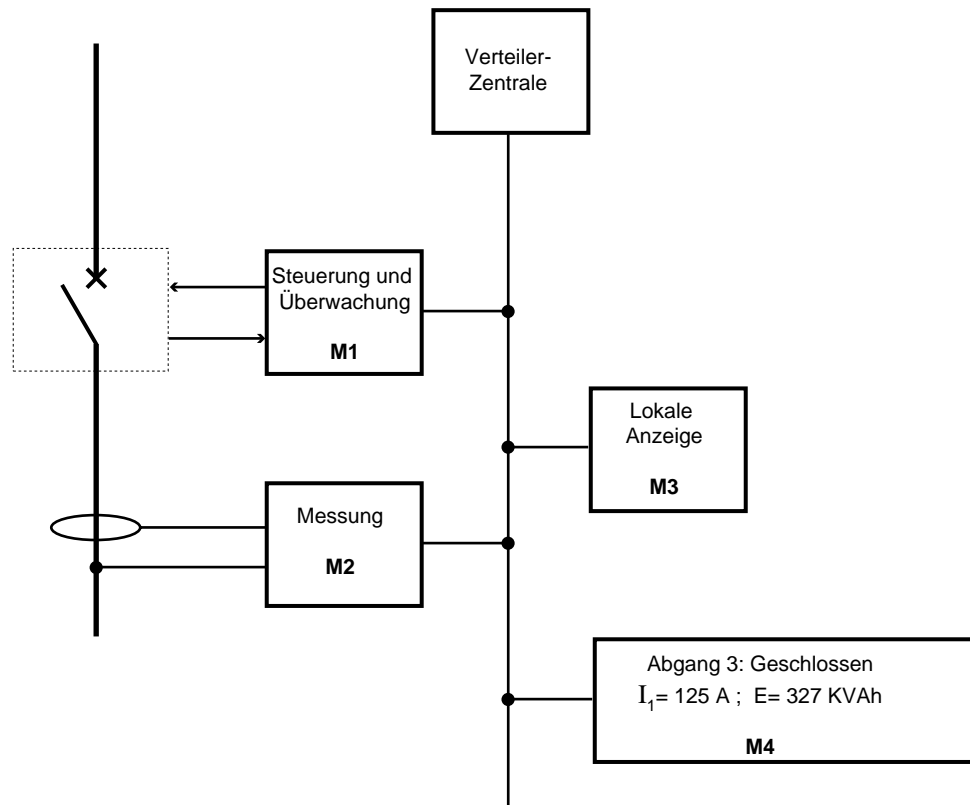 Verteiler-
Zentrale
Steuerung und
Überwachung
M1
Lokale
Anzeige
M3
Messung
M2
Abgang 3: Geschlossen
I₁= 125 A ; E= 327 KVAh
M4